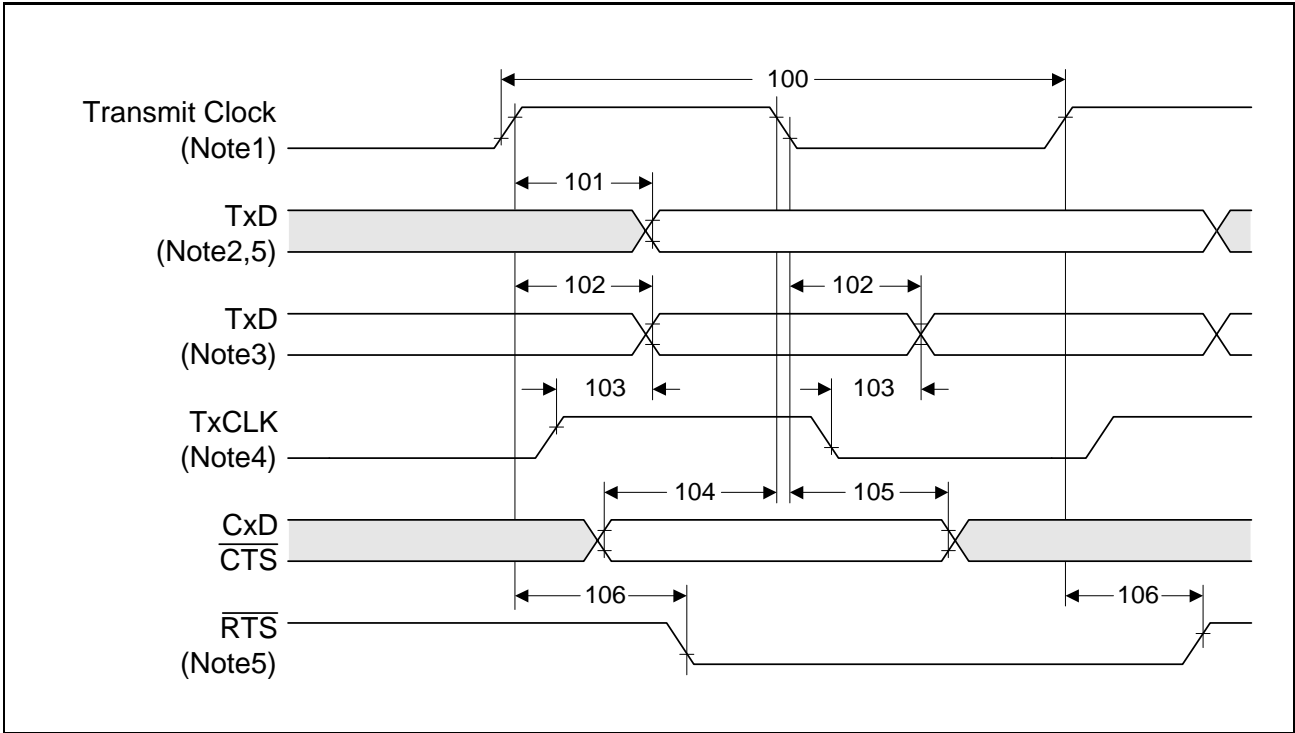 100
Transmit Clock
(Note1)
101
TxD
(Note2,5)
102 102
TxD
(Note3)
103 103
TxCLK
(Note4)
104 105
CxD
CTS
106 106
RTS
(Note5)